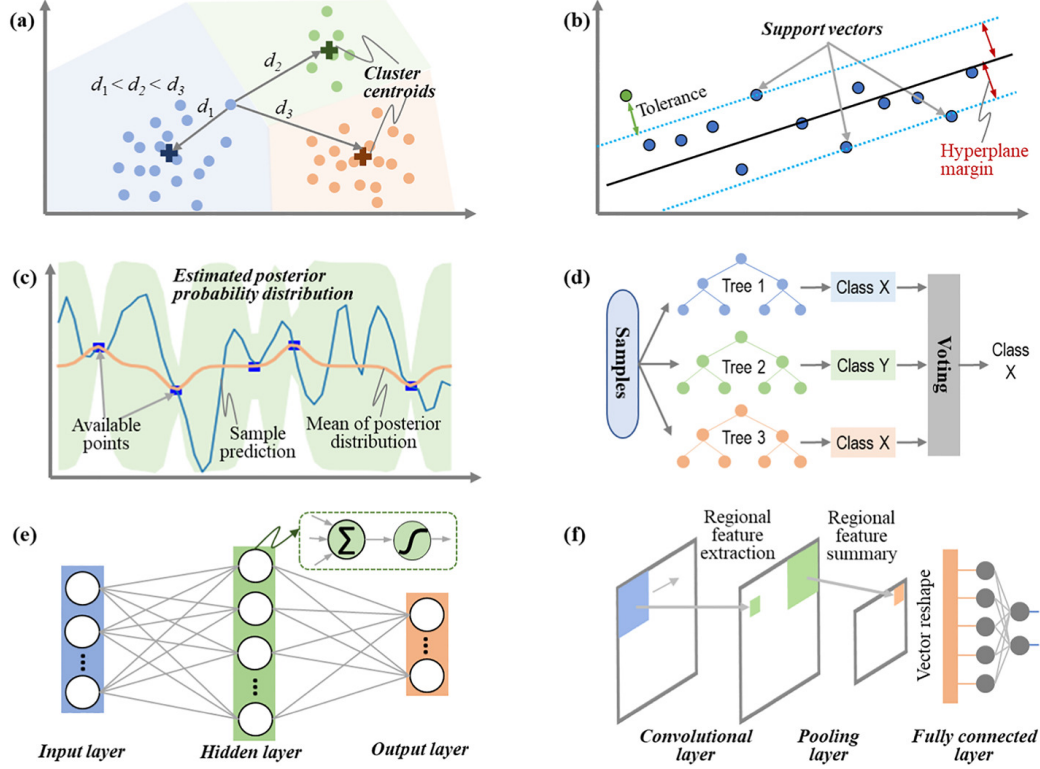 (a)
d1 < d2 < d3
d2
Cluster
centroids
d1
d3
(b)
Support vectors
Tolerance
Hyperplane
margin
(c)
Estimated posterior
probability distribution
Available
points
Sample
prediction
Mean of posterior
distribution
(d)
Samples
Tree 1
Class X
Tree 2
Class Y
Tree 3
Class X
Voting
Class
X
(e)
Σ
Input layer
Hidden layer
Output layer
(f)
Regional
feature
extraction
Regional
feature
summary
Vector reshape
Convolutional
layer
Pooling
layer
Fully connected
layer